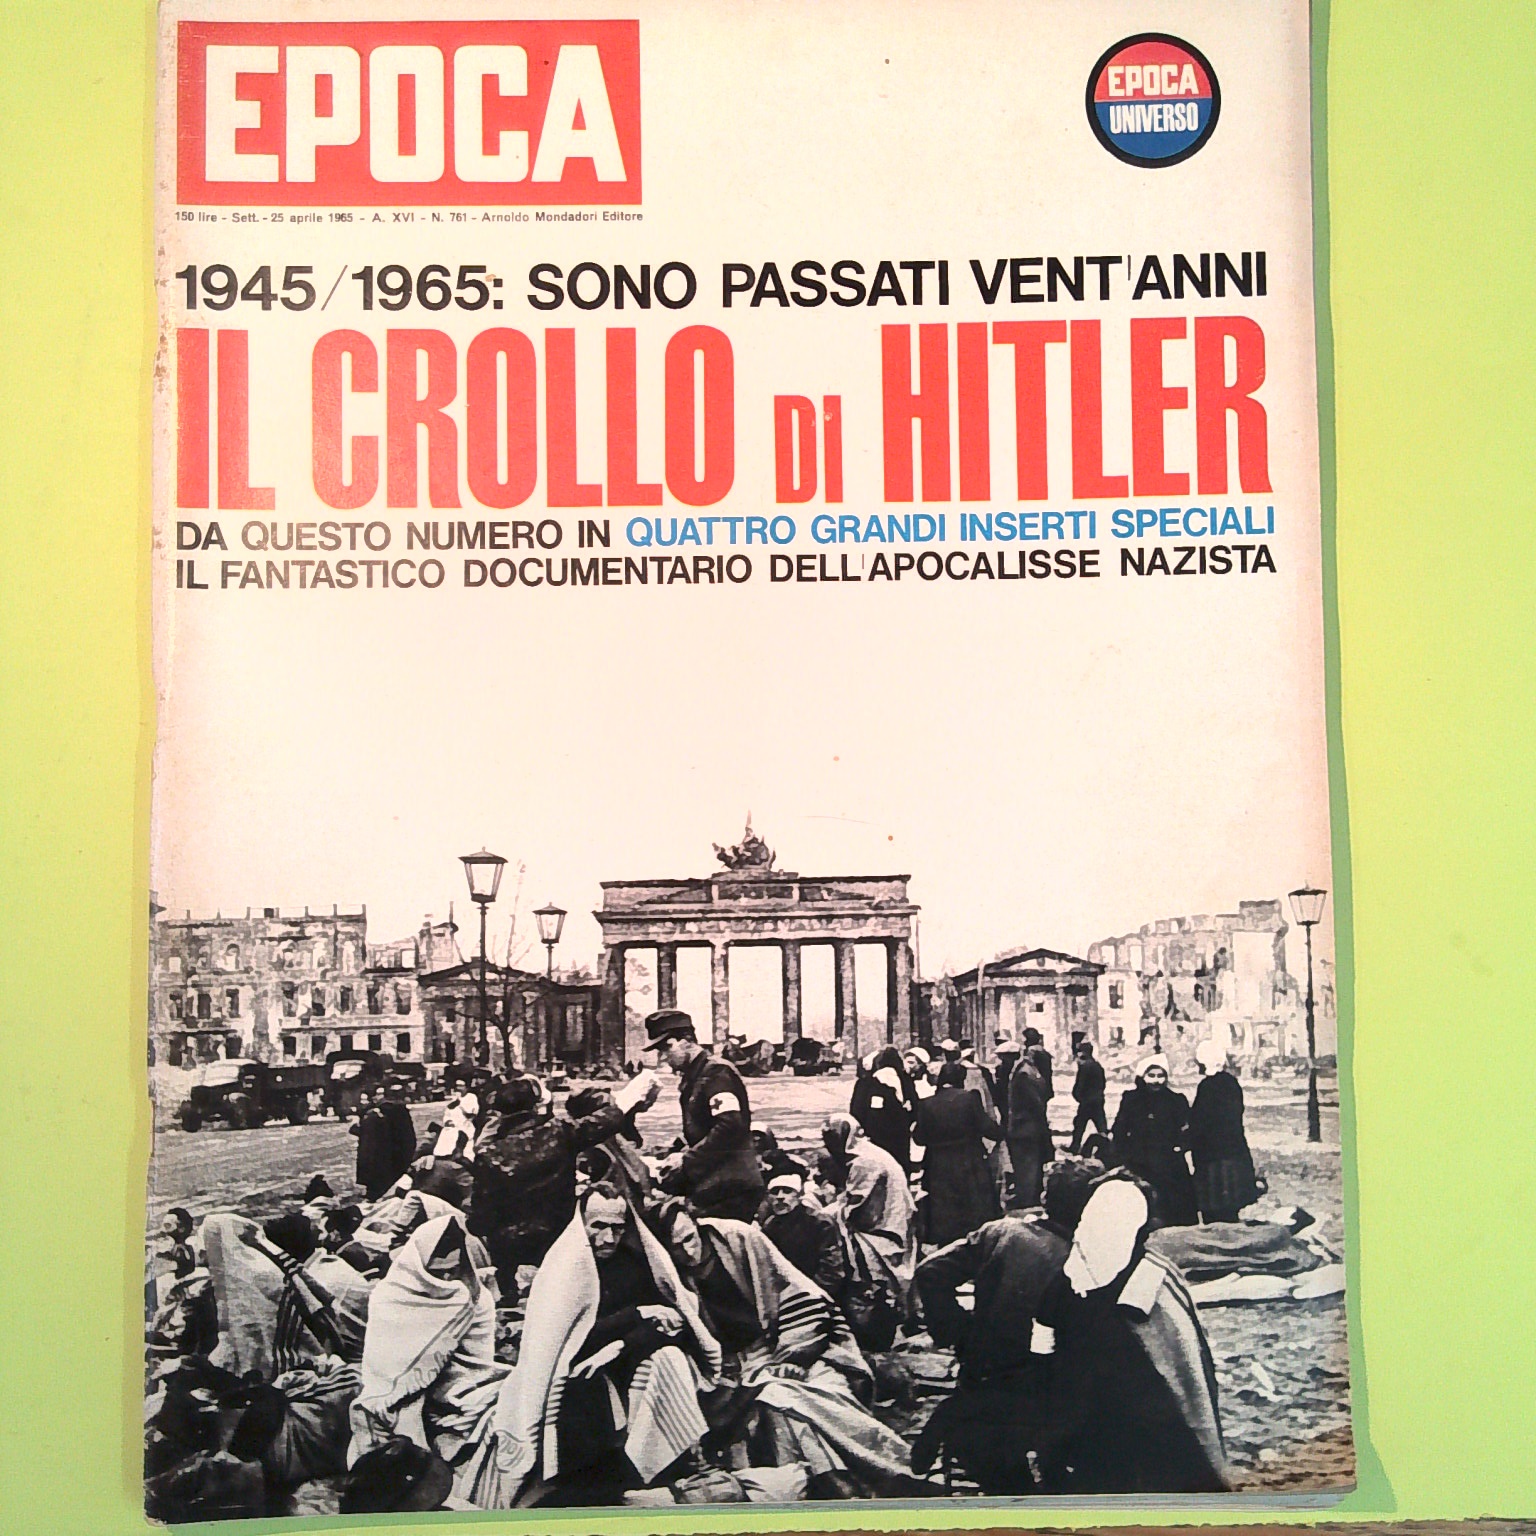 EPOCA
EPOCA
UNIVERSO
150 lire - Sett. - 25 aprile 1965 - A. XVI - N. 761 - Arnoldo Mondadori Editore
1945/1965: SONO PASSATI VENT'ANNI
IL CROLLO DI HITLER
DA QUESTO NUMERO IN QUATTRO GRANDI INSERTI SPECIALI
IL FANTASTICO DOCUMENTARIO DELL'APOCALISSE NAZISTA